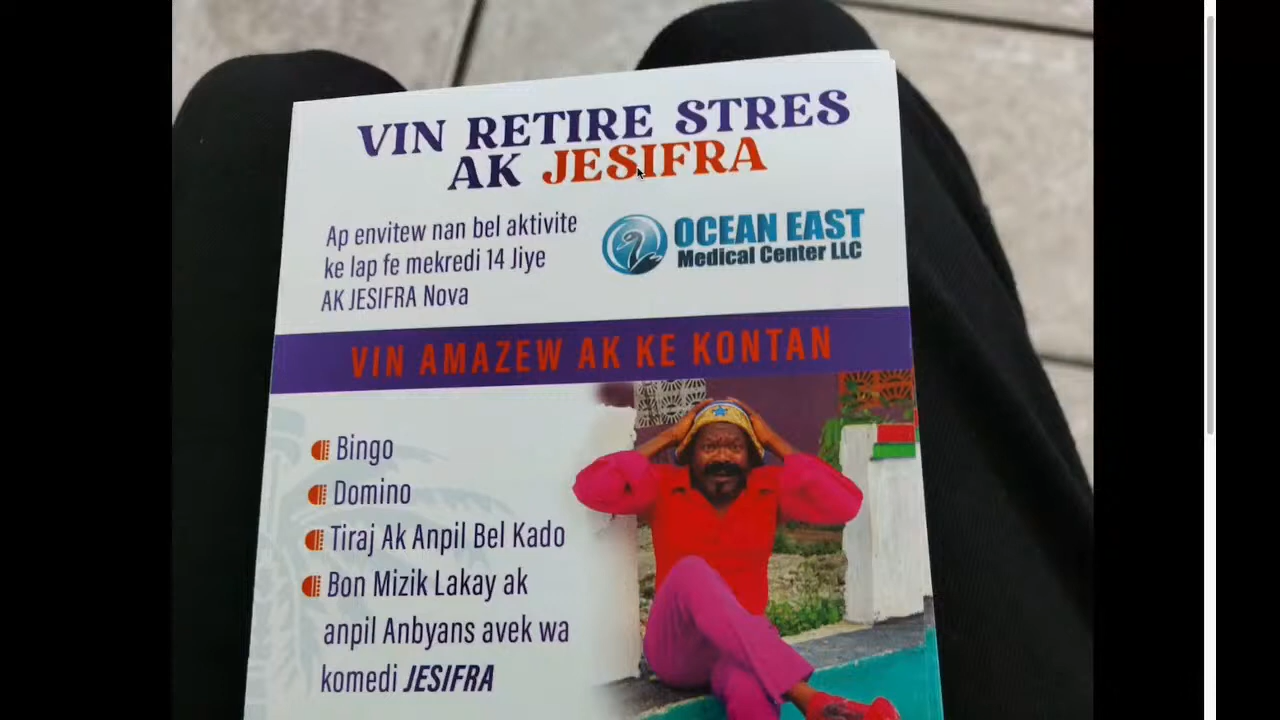 VIN RETIRE STRES
AK JESIFRA
Ap envitew nan bel aktivite
ke lap fe mekredi 14 Jiye
AK JESIFRA Nova
OCEAN EAST
Medical Center LLC
VIN AMAZEW AK KE KONTAN
Bingo
Domino
Tiraj Ak Anpil Bel Kado
Bon Mizik Lakay ak
anpil Anbyans avek wa
komedi JESIFRA